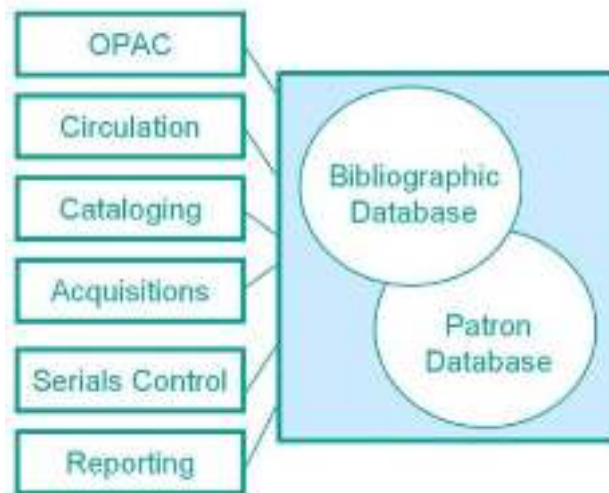 OPAC
Circulation
Cataloging
Acquisitions
Serials Control
Reporting
Bibliographic
Database
Patron
Database